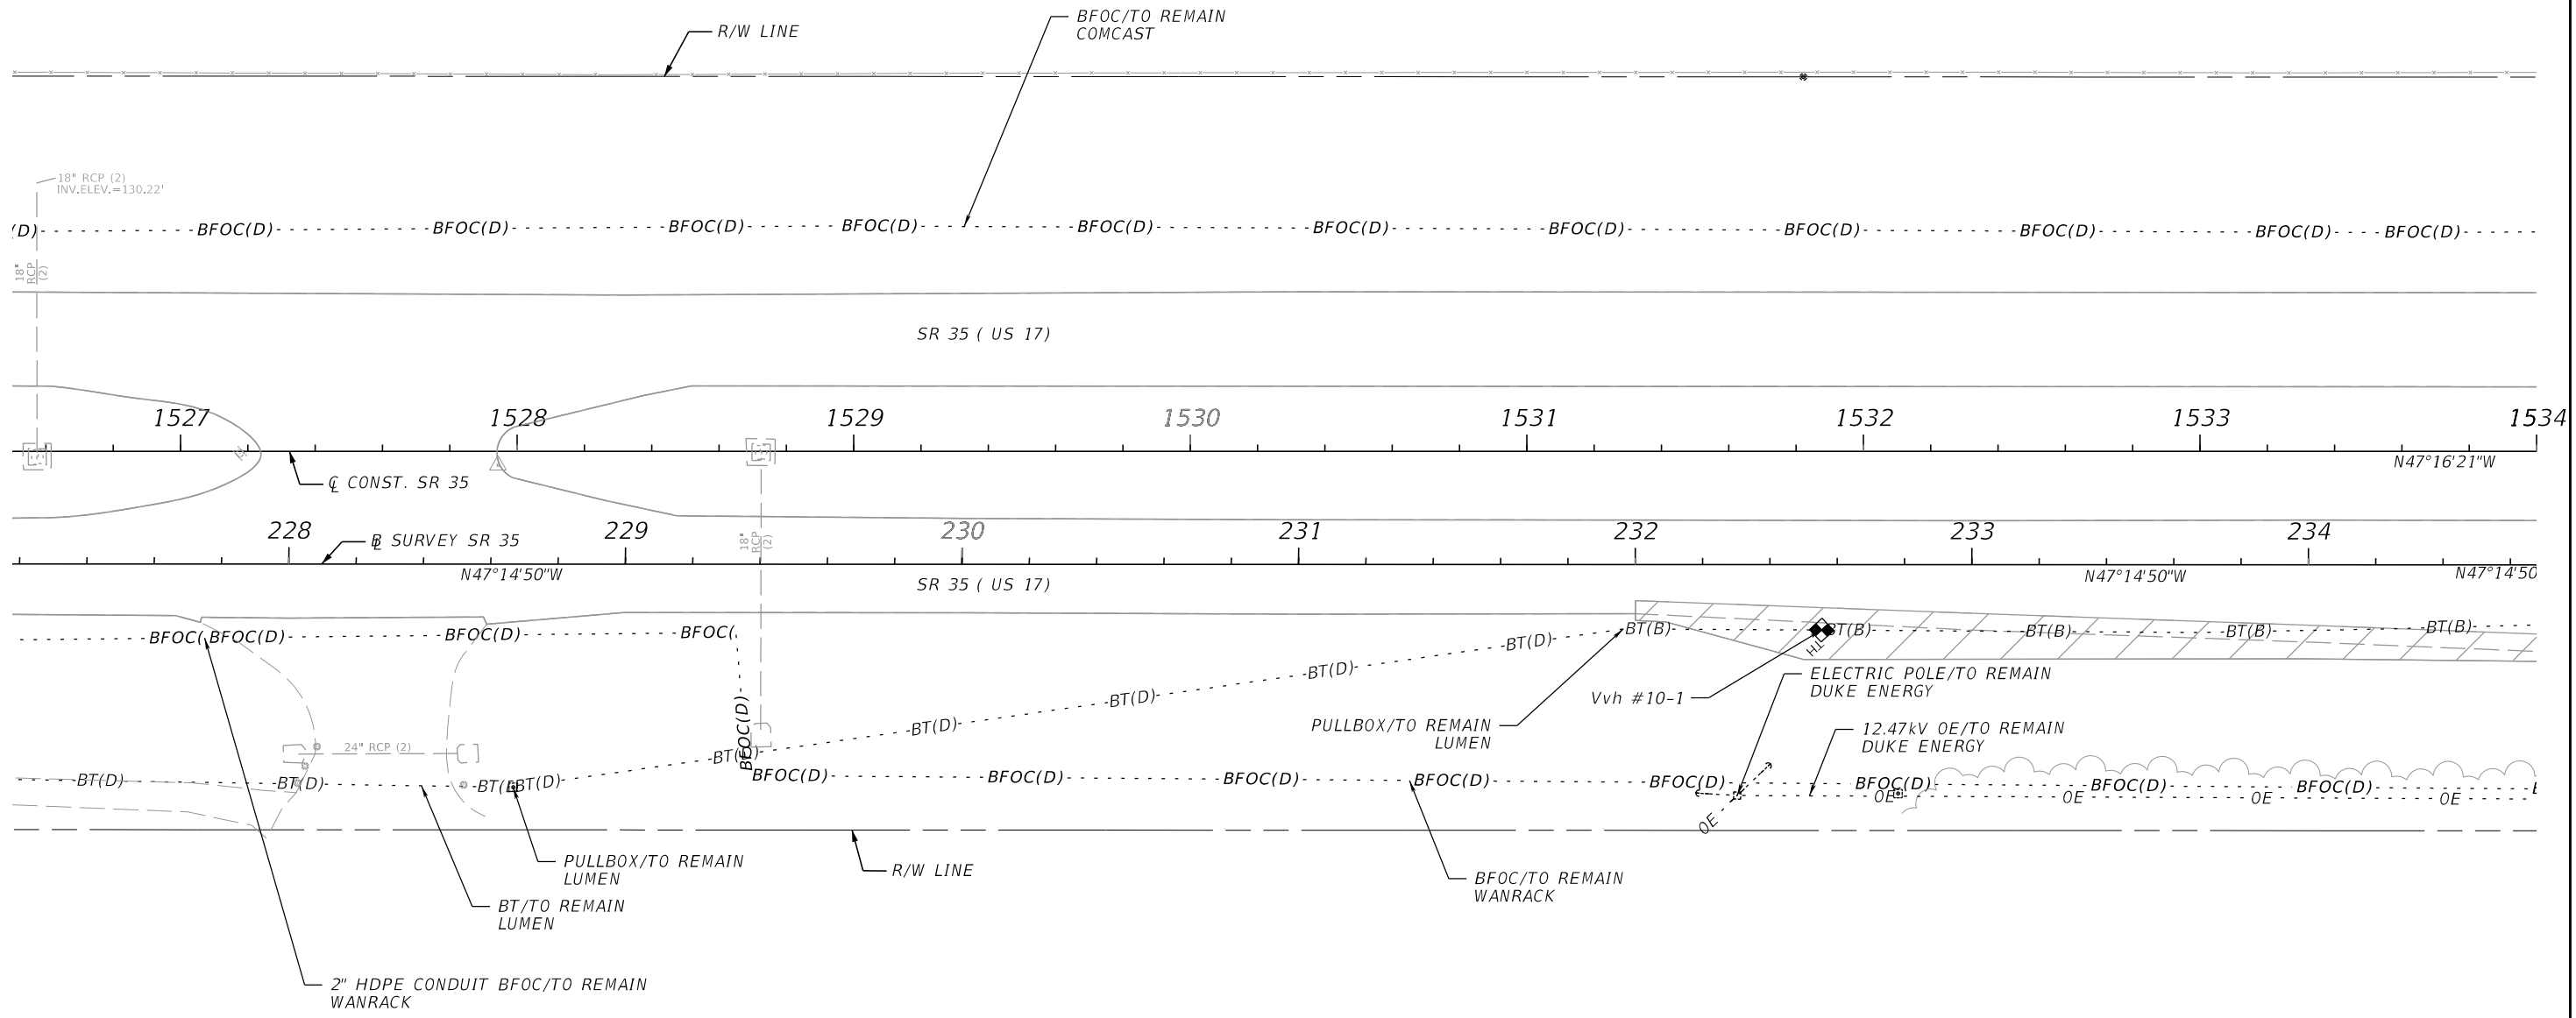 R/W LINE
BFOC/TO REMAIN
COMCAST
18" RCP (2)
INV.ELEV.=130.22'
(D) BFOC(D) BFOC(D) BFOC(D) BFOC(D) BFOC(D) BFOC(D) BFOC(D) BFOC(D) BFOC(D) BFOC(D) BFOC(D)
18"
RCP
(2)
SR 35 ( US 17)
1527 1528 1529 1530 1531 1532 1533 1534
N47°16'21"W
℄ CONST. SR 35
228 229 230 231 232 233 234
18"
RCP
(2)
BL SURVEY SR 35
N47°14'50"W
SR 35 ( US 17)
N47°14'50"W
N47°14'50
BFOC( BFOC(D) BFOC(D) BFOC(
BT(B) BT(B) BT(B) BT(B) BT(B)
BT(D) BT(D) BT(D) BT(D) BT(D)
TH
ELECTRIC POLE/TO REMAIN
DUKE ENERGY
Vvh #10-1
BFOC(D)
PULLBOX/TO REMAIN
LUMEN
12.47kV OE/TO REMAIN
DUKE ENERGY
24" RCP (2)
BT(D) BT(D) BT( BT(D)
BFOC(D) BFOC(D) BFOC(D) BFOC(D) BFOC(D) BFOC(D) BFOC(D) BFOC(D)
OE OE OE OE
OE
PULLBOX/TO REMAIN
LUMEN
R/W LINE
BFOC/TO REMAIN
WANRACK
BT/TO REMAIN
LUMEN
2" HDPE CONDUIT BFOC/TO REMAIN
WANRACK